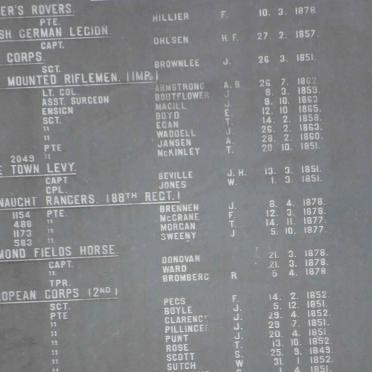 ER'S ROVERS.
PTE. HILLIER F. 10. 3. 1878.
SH GERMAN LEGION.
CAPT. OHLSEN H.F. 27. 2. 1857.
CORPS.
SGT. BROWNLEE J. 26 3. 1851.
MOUNTED RIFLEMEN. (IMP)
LT. COL. ARMSTRONG A. B 26 7. 1862
ASST. SURGEON BOUTFLOWER J 8. 3. 1853.
ENSIGN MAGILL J. 8. 10. 1863
SGT. BOYD E. 12. 10. 1865.
" EGAN T. 14. 2. 1858.
" WADDELL J. 26. 2. 1863.
" JANSEN A. 28. 2. 1860.
2049 PTE McKINLEY T. 20 10. 1851.
TOWN LEVY.
CAPT BEVILLE J. H. 13. 3. 1851.
CPL. JONES W. 1. 3. 1851.
NAUGHT RANGERS. (88TH RECT.)
1154 PTE BRENNEN J. 8. 4. 1878.
486 " McCRANE F. 12. 3. 1878.
1173 " MORGAN T. 14. 11. 1877.
583 " SWEENY J. 5. 10. 1877.
MOND FIELDS HORSE.
CAPT. DONOVAN 21. 3. 1878.
" WARD 21. 3. 1878.
TPR. BROMBERG R 5. 4. 1878
ROPEAN CORPS (2ND)
SGT. PEGS F. 14. 2. 1852.
PTE BOYLE J. 5. 12. 1851.
" CLARENCE J. 29. 4. 1852.
" PILLINGER J. 29 7. 1851.
" PUNT J. 20. 4. 1851
" ROSE T. 13. 10. 1852.
" SCOTT S. 25. 9. 1849.
" SUTCH W 31. 1. 1852.